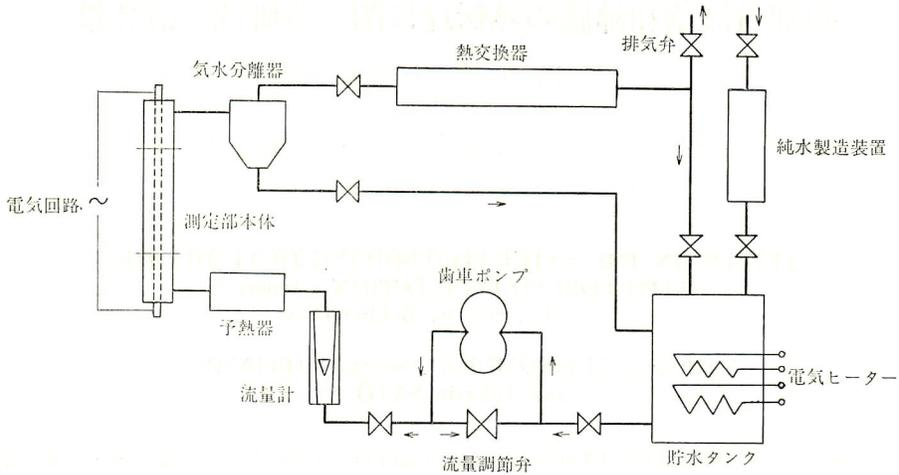 排気弁
熱交換器
気水分離器
純水製造装置
電気回路
測定部本体
歯車ポンプ
予熱器
電気ヒーター
流量計
貯水タンク
流量調節弁